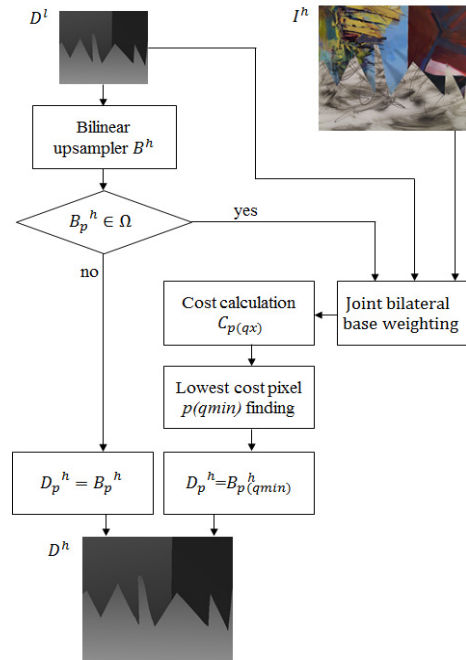 D^l
I^h
Bilinear
upsampler B^h
B_p^h ∈ Ω
yes
no
Cost calculation
C_p(qx)
Joint bilateral
base weighting
Lowest cost pixel
p(qmin) finding
D_p^h = B_p^h
D_p^h=B_p(qmin)^h
D^h